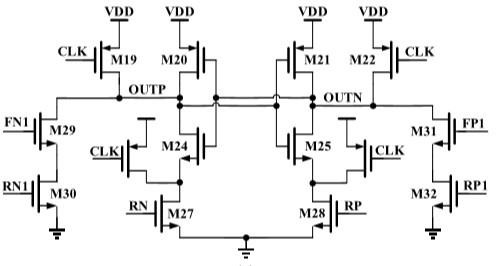 VDD VDD VDD VDD
CLK M19 M20 M21 M22 CLK
OUTP OUTN
FN1 M29 M24 M25 M31 FP1
CLK CLK
RN1 M30 RN M27 M28 RP M32 RP1